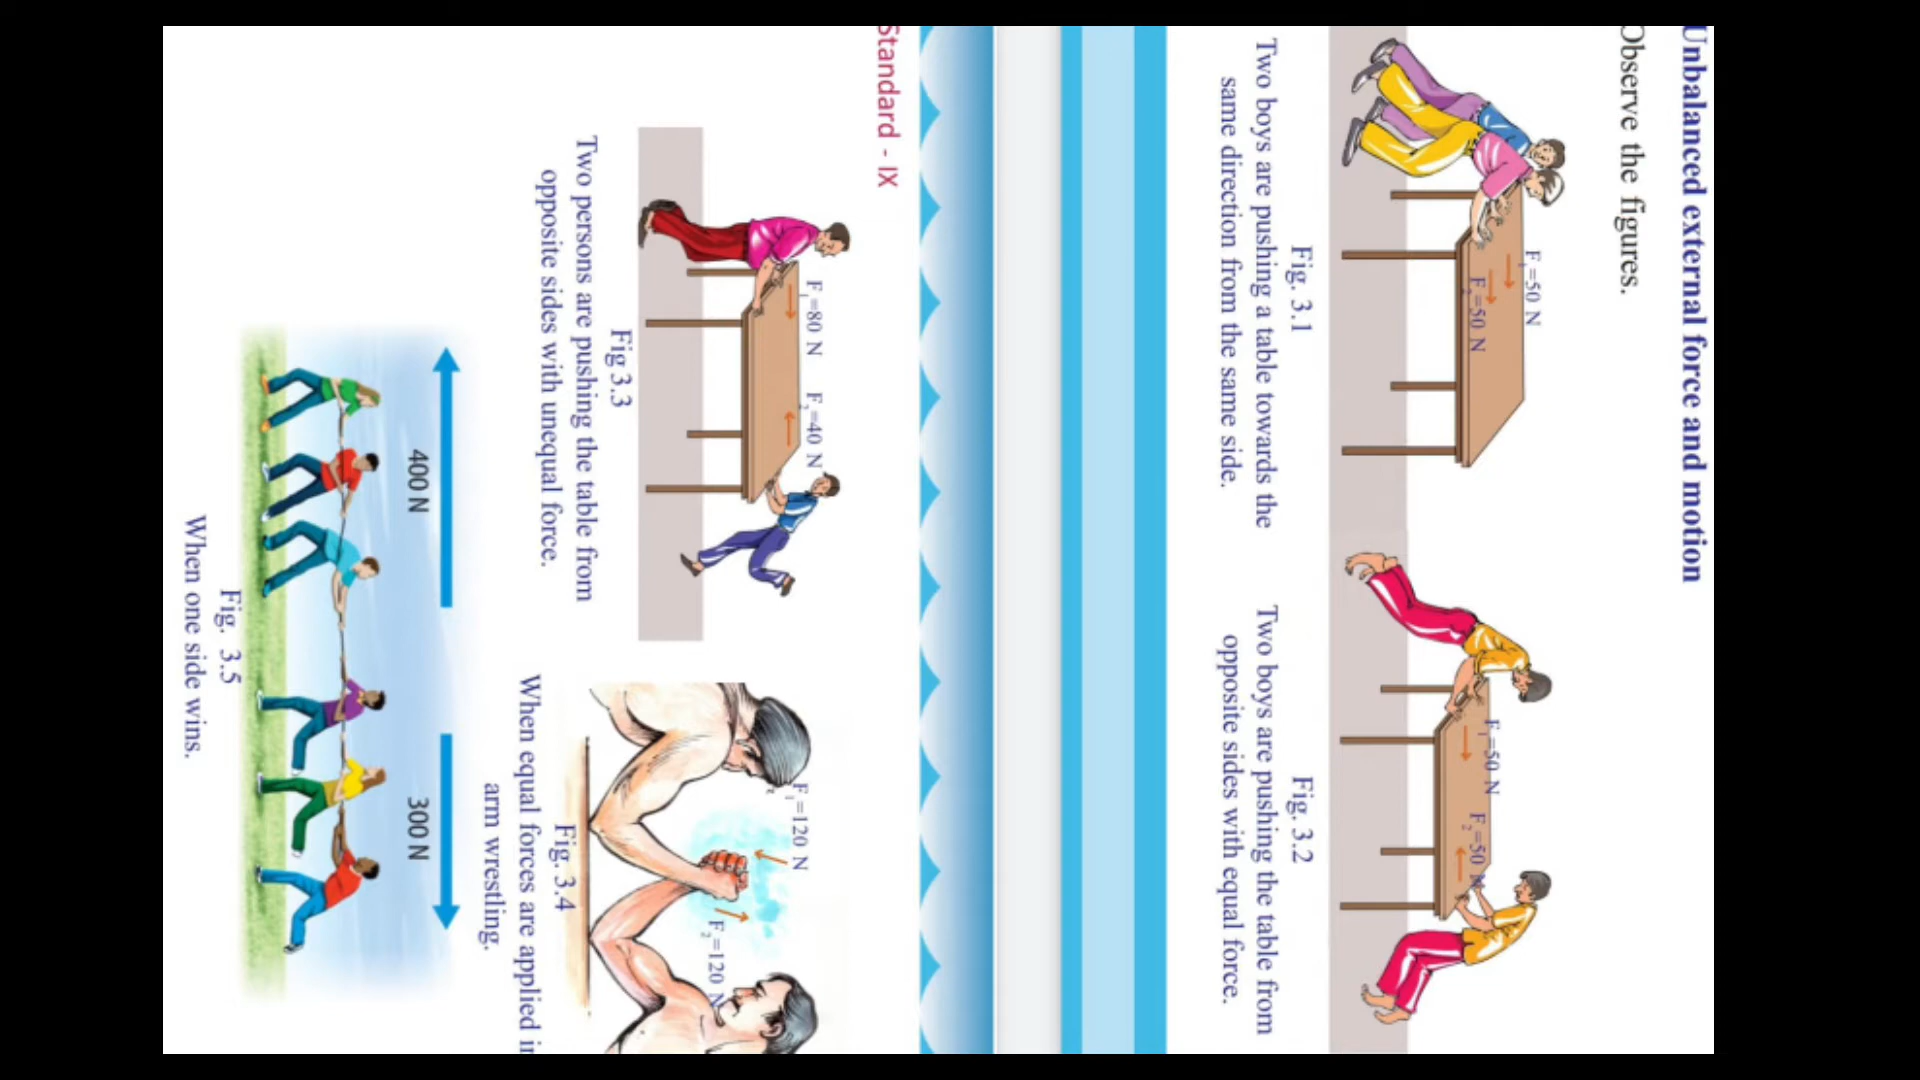 Unbalanced external force and motion
Observe the figures.
F₁=50 N
F₂=50 N
Fig. 3.1
Two boys are pushing a table towards the
same direction from the same side.
F₁=50 N
F₂=50 N
Fig. 3.2
Two boys are pushing the table from
opposite sides with equal force.
Standard - IX
F₁=80 N
F₂=40 N
Fig 3.3
Two persons are pushing the table from
opposite sides with unequal force.
F₁=120 N
F₂=120 N
Fig. 3.4
When equal forces are applied in
arm wrestling.
400 N
300 N
Fig. 3.5
When one side wins.